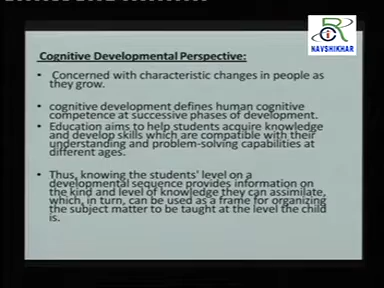 NAVSHIKHAR
Cognitive Developmental Perspective:
• Concerned with characteristic changes in people as
they grow.
• cognitive development defines human cognitive
competence at successive phases of development.
• Education aims to help students acquire knowledge
and develop skills which are compatible with their
understanding and problem-solving capabilities at
different ages.
• Thus, knowing the students' level on a
developmental sequence provides information on
the kind and level of knowledge they can assimilate,
which, in turn, can be used as a frame for organizing
the subject matter to be taught at the level the child
is.